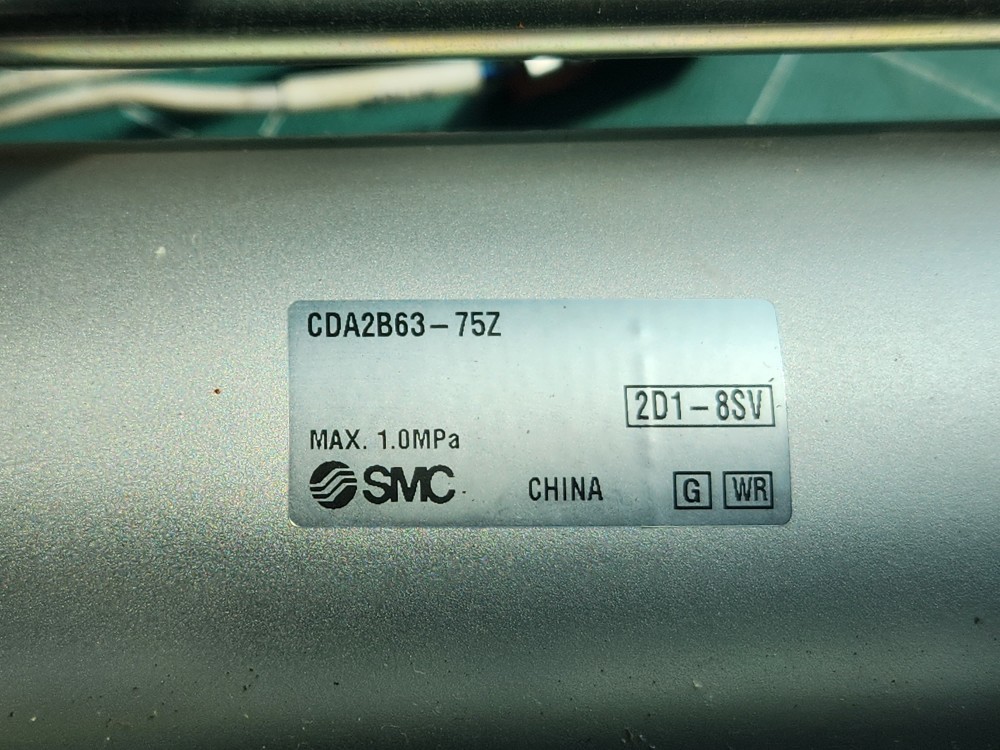 CDA2B63-75Z
2D1-8SV
MAX. 1.0MPa
SMC CHINA G WR